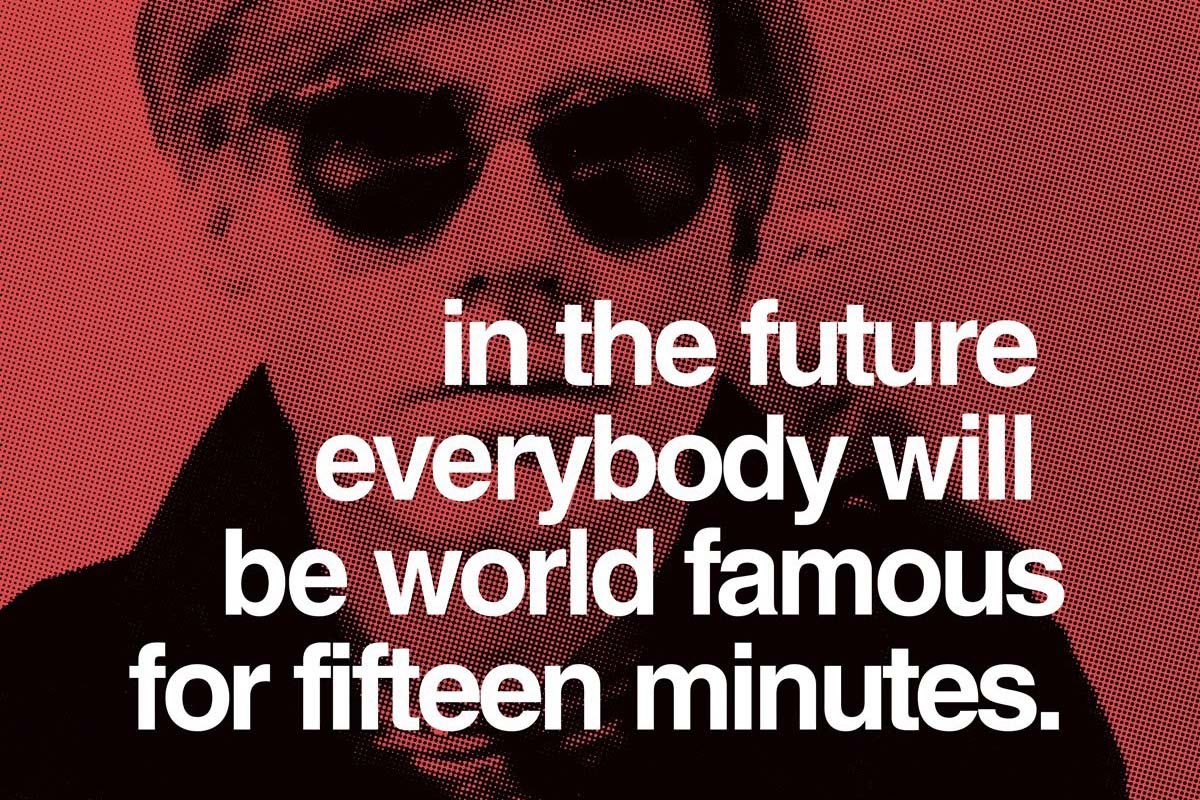 in the future
everybody will
be world famous
for fifteen minutes.